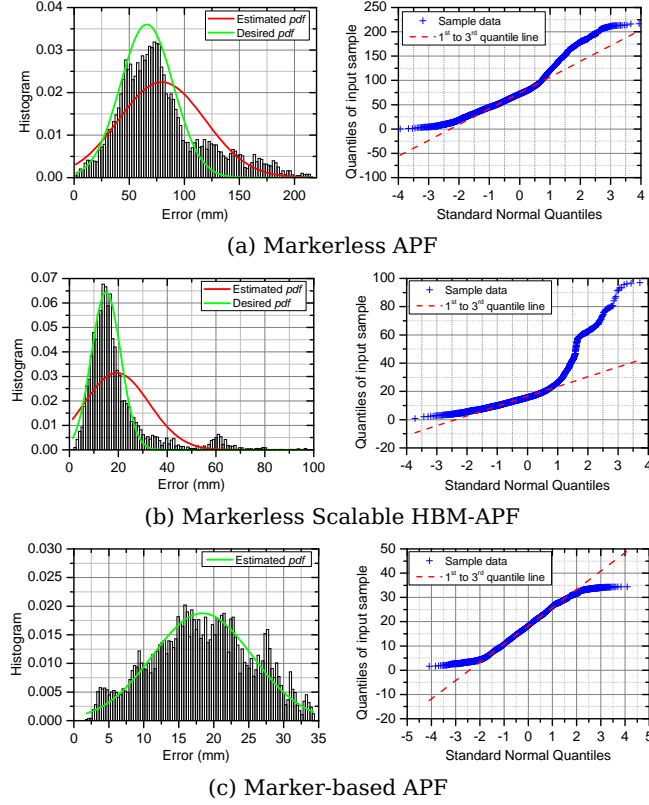 Estimated pdf
Desired pdf
0.04
0.03
0.02
0.01
0.00
Histogram
0 50 100 150 200
Error (mm)
Sample data
1st to 3rd quantile line
250
200
150
100
50
0
-50
-100
Quantiles of input sample
-4 -3 -2 -1 0 1 2 3 4
Standard Normal Quantiles
(a) Markerless APF
Estimated pdf
Desired pdf
0.07
0.06
0.05
0.04
0.03
0.02
0.01
0.00
Histogram
0 20 40 60 80 100
Error (mm)
Sample data
1st to 3rd quantile line
100
80
60
40
20
0
-20
Quantiles of input sample
-4 -3 -2 -1 0 1 2 3 4
Standard Normal Quantiles
(b) Markerless Scalable HBM-APF
Estimated pdf
0.030
0.025
0.020
0.015
0.010
0.005
0.000
Histogram
0 5 10 15 20 25 30 35
Error (mm)
Sample data
1st to 3rd quantile line
50
40
30
20
10
0
-10
-20
Quantiles of input sample
-5 -4 -3 -2 -1 0 1 2 3 4 5
Standard Normal Quantiles
(c) Marker-based APF